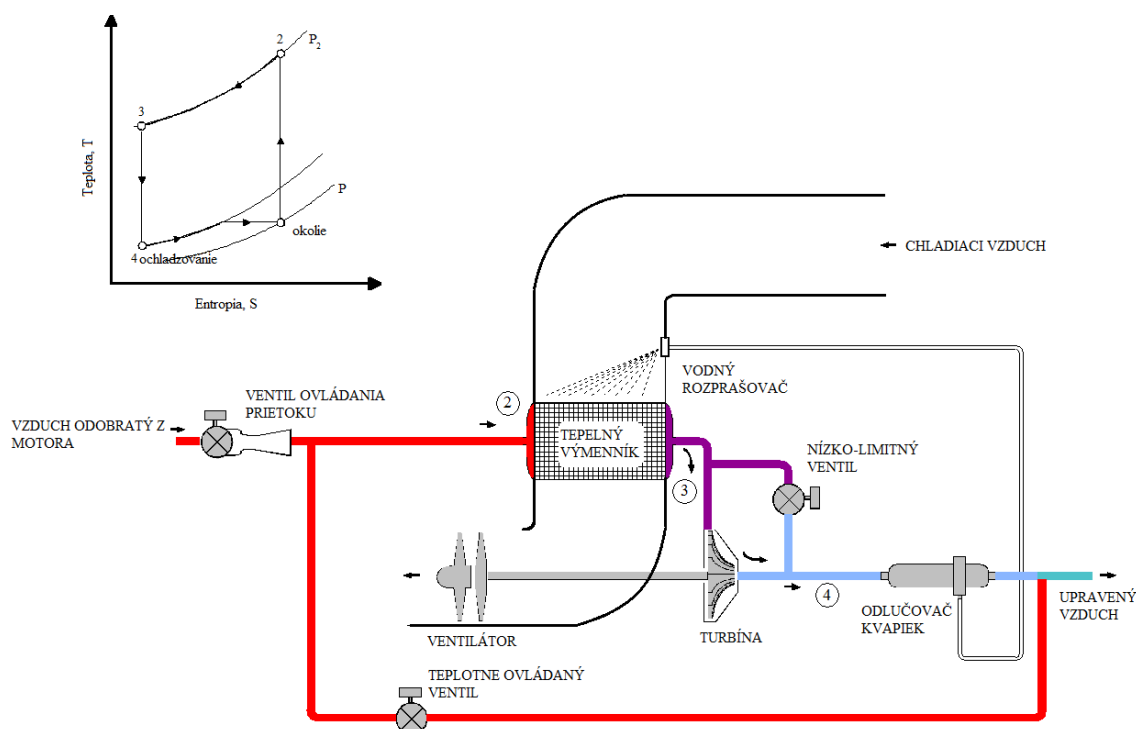 2
P2
3
Teplota, T
P
okolie
4
ochladzovanie
Entropia, S
CHLADIACI VZDUCH
VODNÝ
ROZPRAŠOVAČ
VENTIL OVLÁDANIA
PRIETOKU
2
VZDUCH ODOBRATÝ Z
MOTORA
TEPELNÝ
VÝMENNÍK
NÍZKO-LIMITNÝ
VENTIL
3
4
UPRAVENÝ
VZDUCH
ODLUČOVAČ
KVAPIEK
VENTILÁTOR
TURBÍNA
TEPLOTNE OVLÁDANÝ
VENTIL